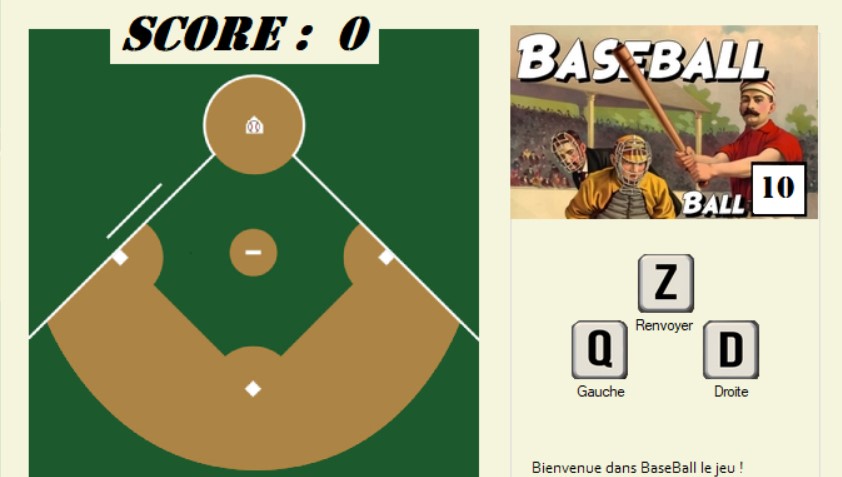 SCORE : 0
BASEBALL
BALL 10
Z
Renvoyer
Q D
Gauche Droite
Bienvenue dans BaseBall le jeu !